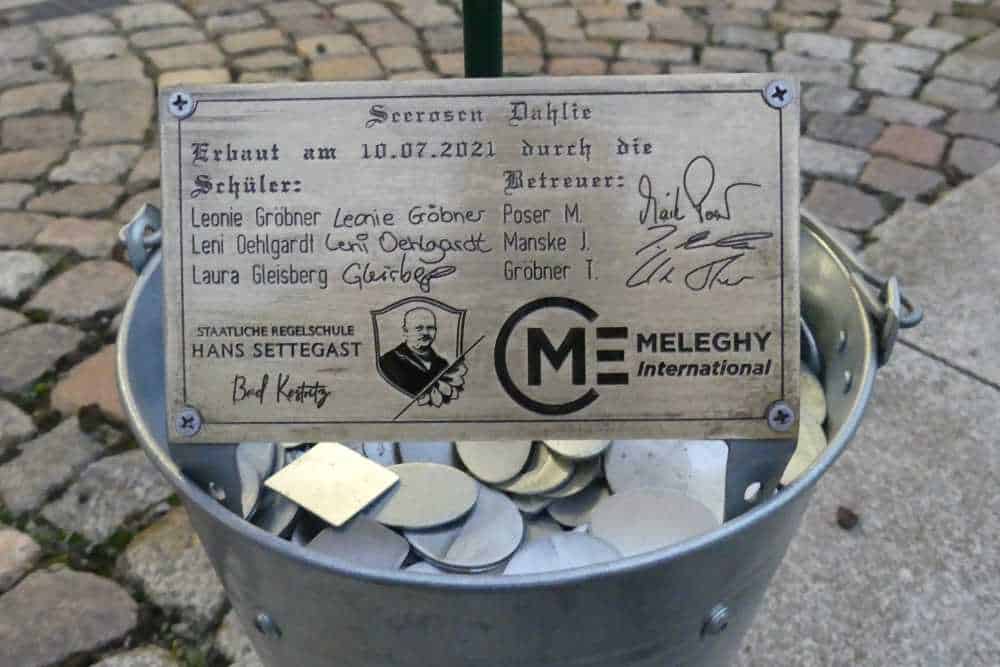 Seerosen Dahlie
Erbaut am 10.07.2021 durch die
Schüler: Betreuer:
Leonie Gröbner Leonie Göbner Poser M.
Leni Oehlgardt Leni Oehlgardt Manske J.
Laura Gleisberg Gleisberg Gröbner T.
STAATLICHE REGELSCHULE
HANS SETTEGAST
Bad Köstritz
CME MELEGHY
International